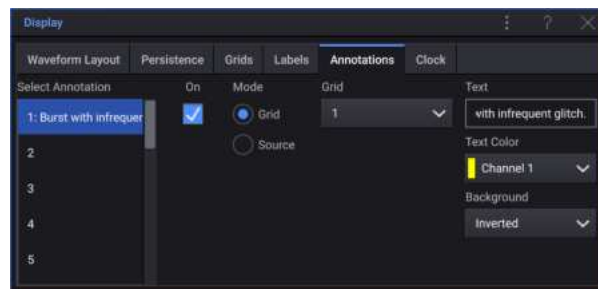 Display
Waveform Layout Persistence Grids Labels Annotations Clock
Select Annotation On Mode Grid Text
1: Burst with infrequer Grid 1 vith infrequent glitch.
2 Source Text Color
Channel 1
3 Background
4 Inverted
5